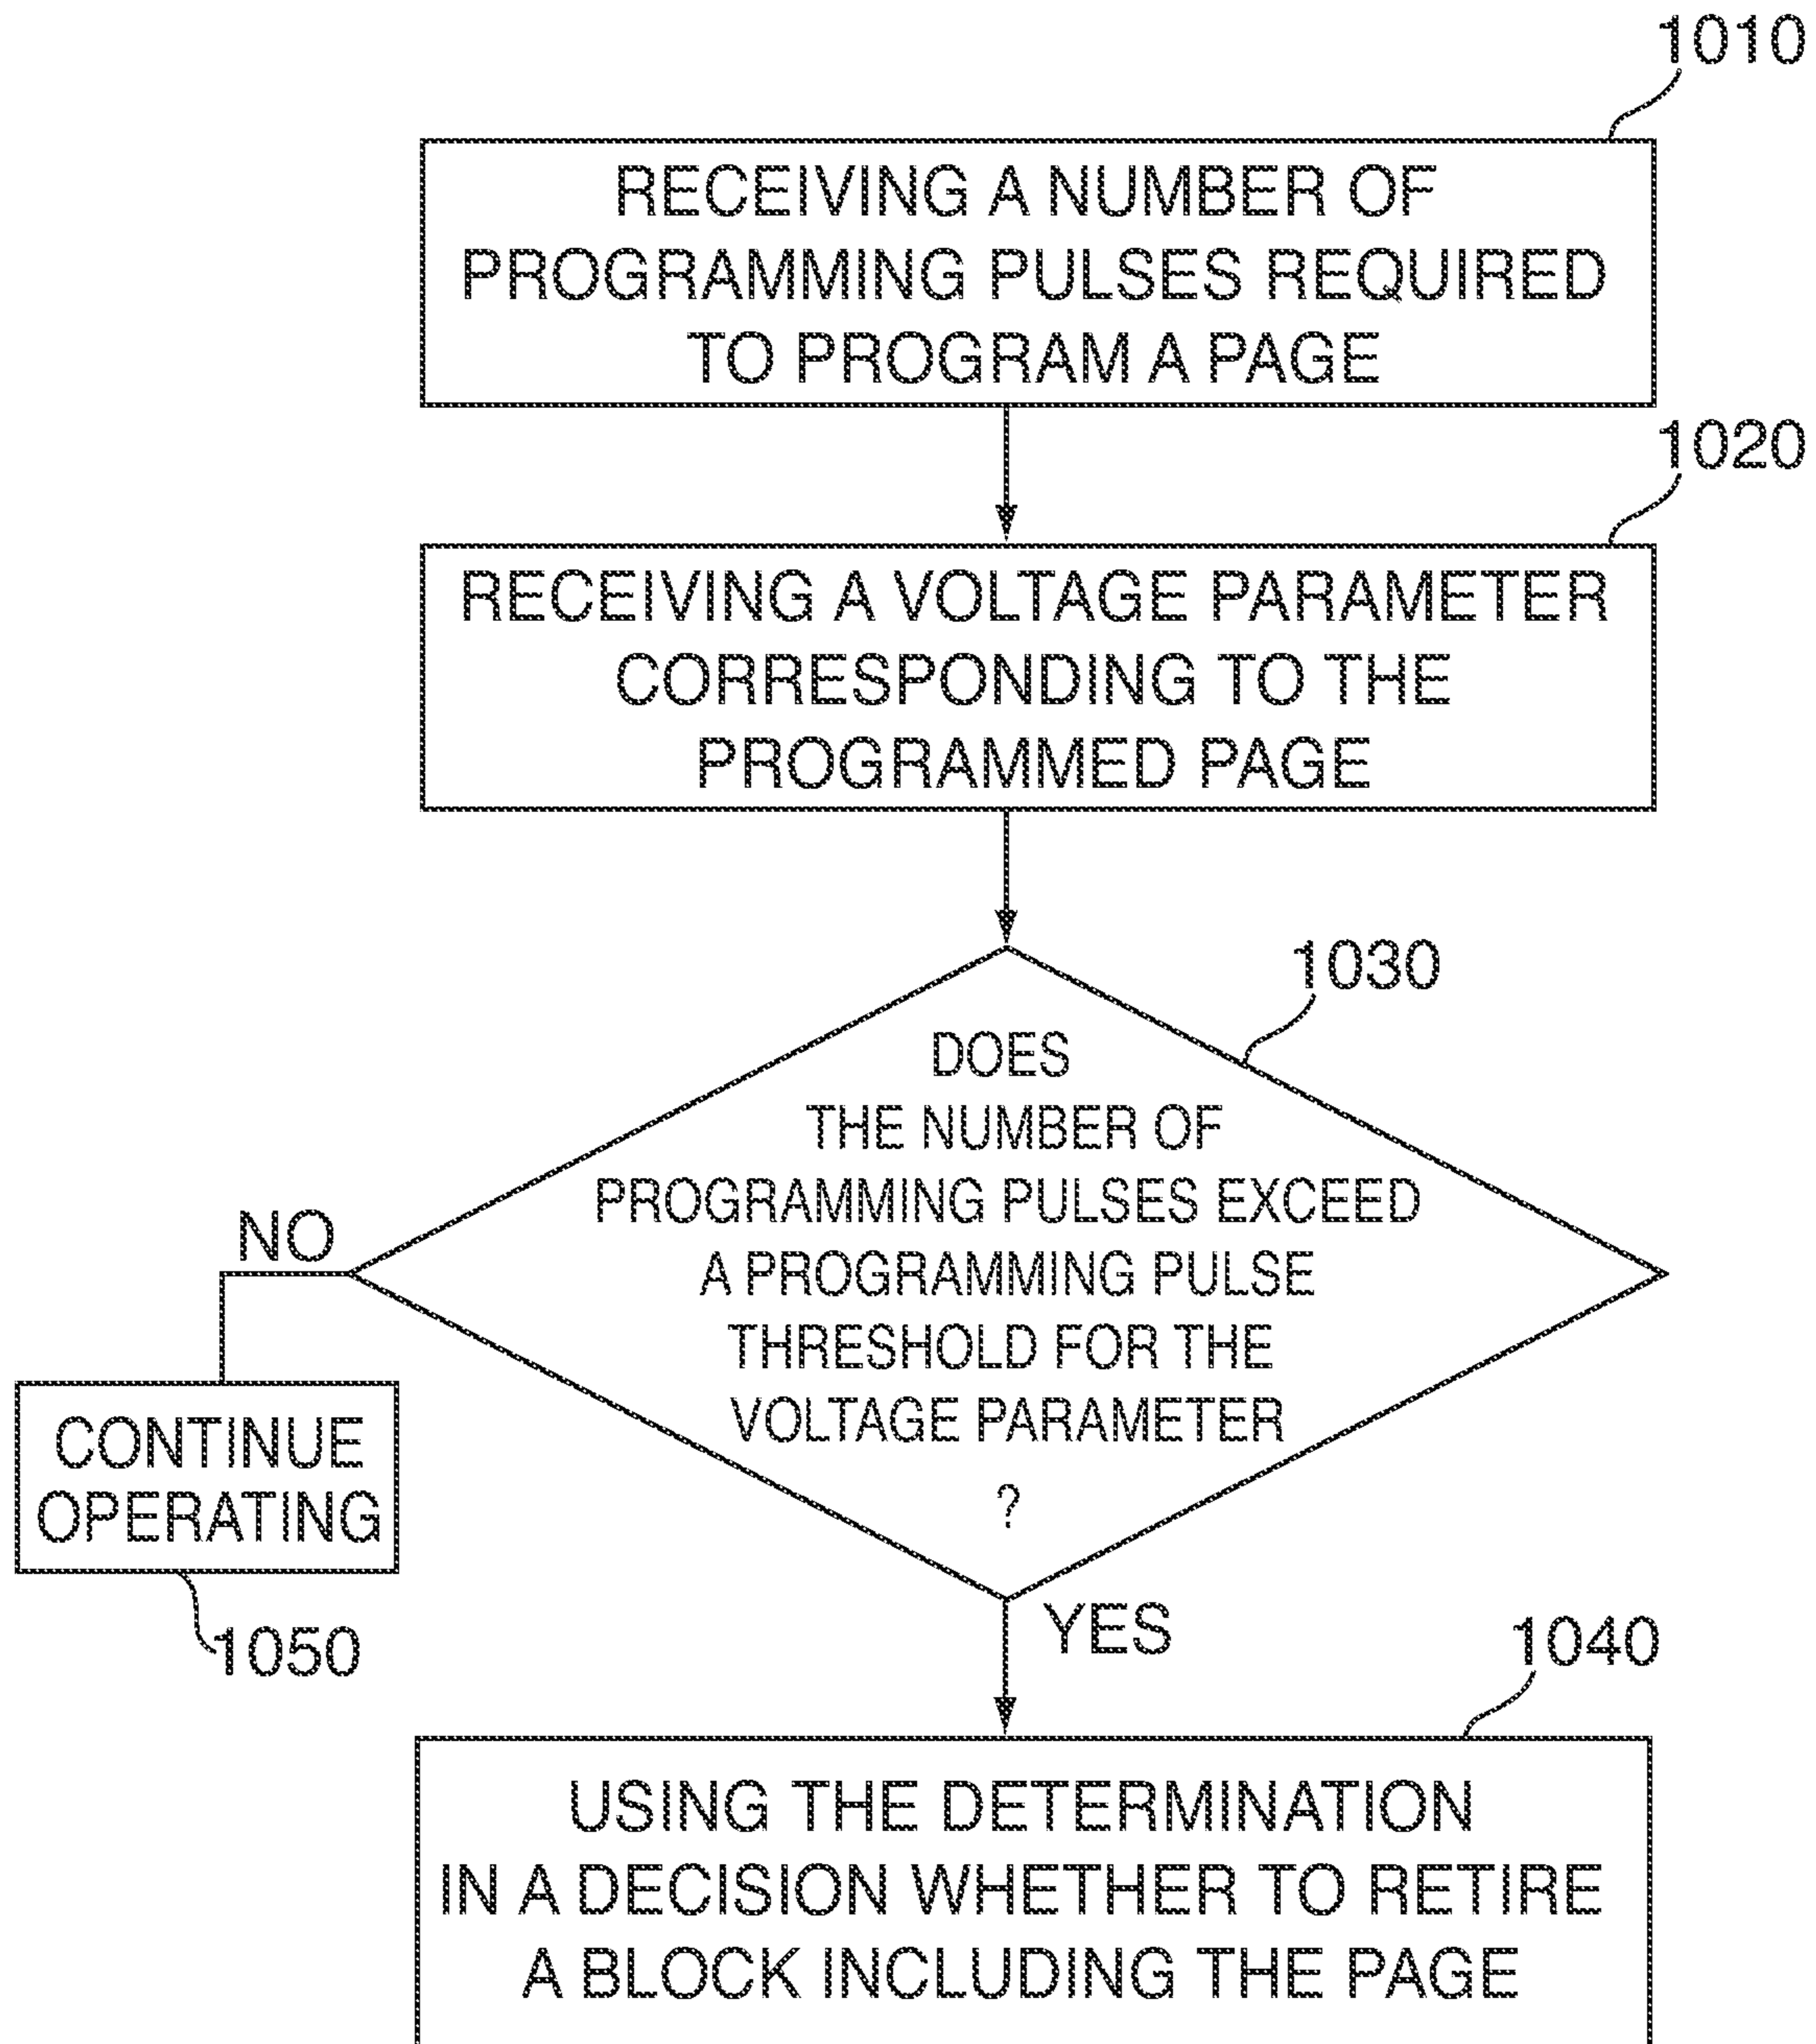 1010
RECEIVING A NUMBER OF
PROGRAMMING PULSES REQUIRED
TO PROGRAM A PAGE
1020
RECEIVING A VOLTAGE PARAMETER
CORRESPONDING TO THE
PROGRAMMED PAGE
1030
DOES
THE NUMBER OF
PROGRAMMING PULSES EXCEED
A PROGRAMMING PULSE
THRESHOLD FOR THE
VOLTAGE PARAMETER
?
NO
CONTINUE
OPERATING
1050
YES
1040
USING THE DETERMINATION
IN A DECISION WHETHER TO RETIRE
A BLOCK INCLUDING THE PAGE